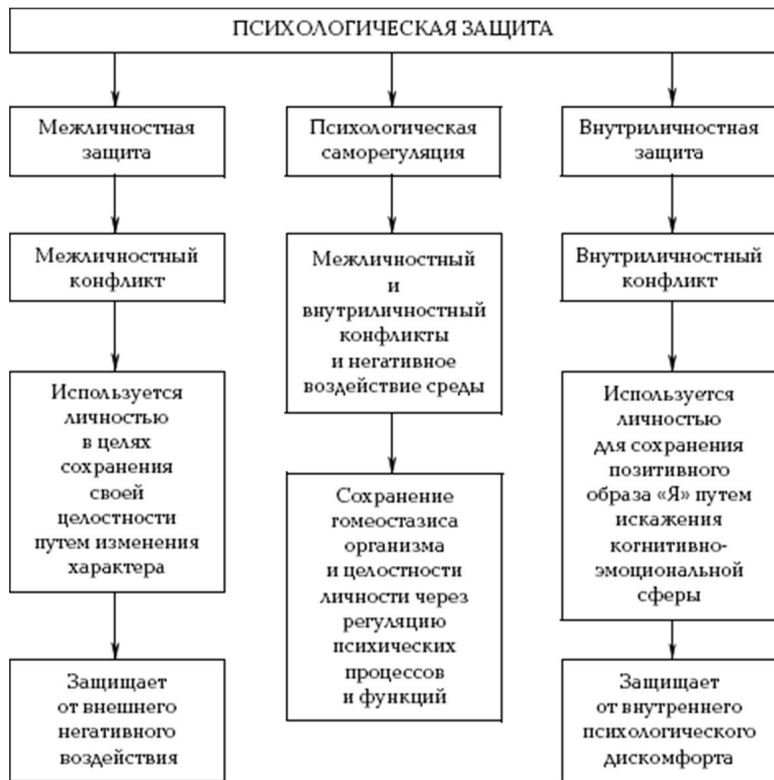 ПСИХОЛОГИЧЕСКАЯ ЗАЩИТА
Межличностная
защита
Межличностный
конфликт
Используется
личностью
в целях
сохранения
своей
целостности
путем изменения
характера
Защищает
от внешнего
негативного
воздействия
Психологическая
саморегуляция
Межличностный
и
внутриличностный
конфликты
и негативное
воздействие среды
Сохранение
гомеостазиса
организма
и целостности
личности через
регуляцию
психических
процессов
и функций
Внутриличностная
защита
Внутриличностный
конфликт
Используется
личностью
для сохранения
позитивного
образа «Я» путем
искажения
когнитивно-
эмоциональной
сферы
Защищает
от внутреннего
психологического
дискомфорта